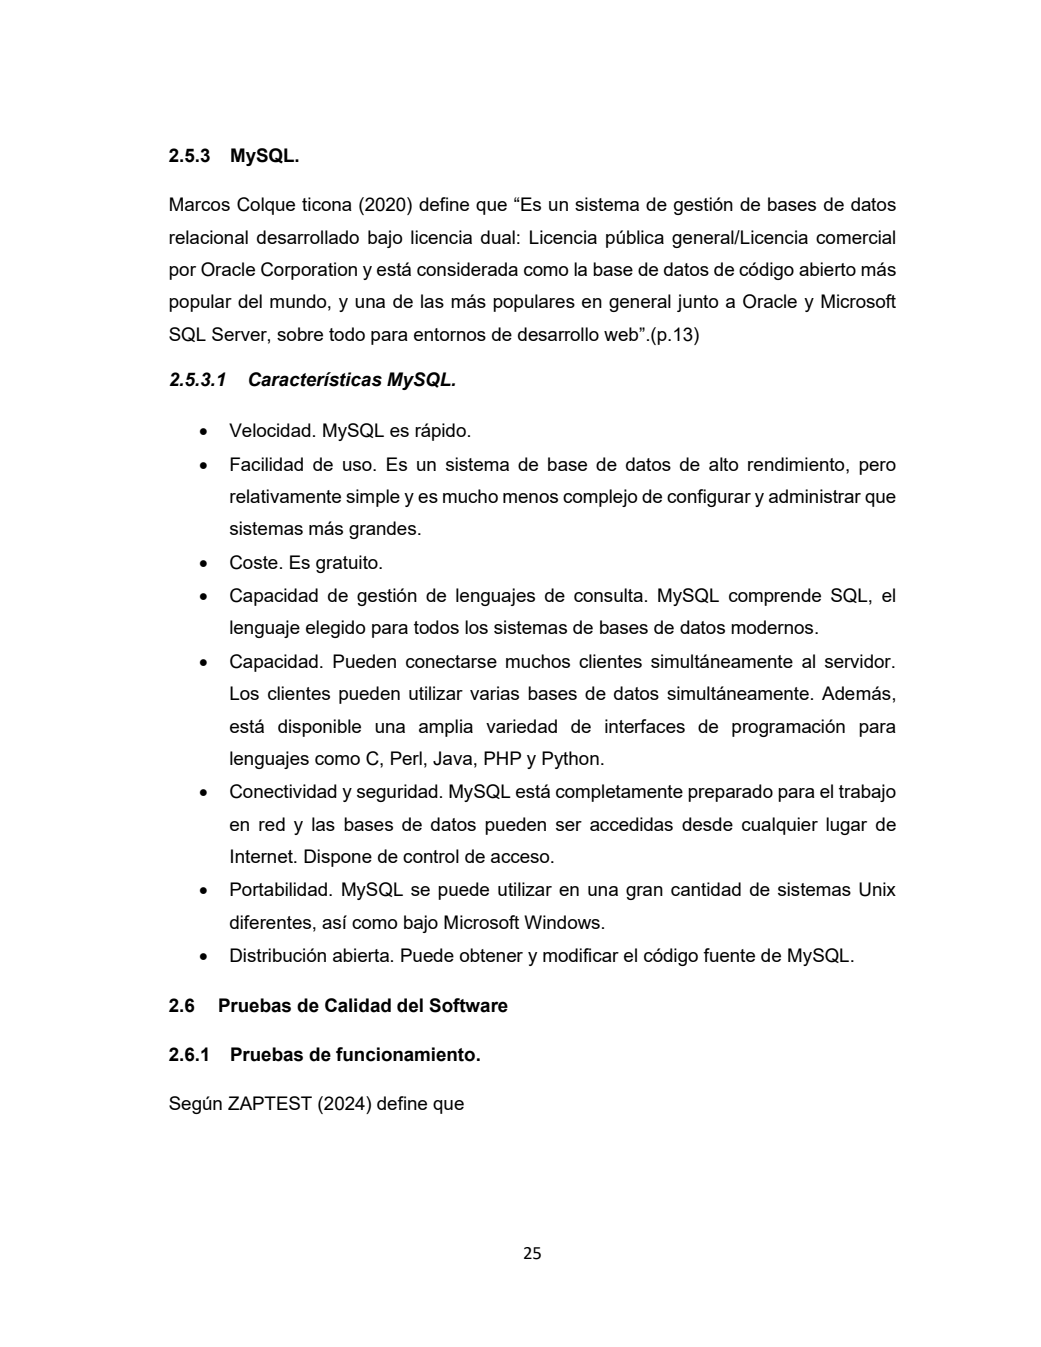 2.5.3 MySQL.
Marcos Colque ticona (2020) define que “Es un sistema de gestión de bases de datos
relacional desarrollado bajo licencia dual: Licencia pública general/Licencia comercial
por Oracle Corporation y está considerada como la base de datos de código abierto más
popular del mundo, y una de las más populares en general junto a Oracle y Microsoft
SQL Server, sobre todo para entornos de desarrollo web”.(p.13)
2.5.3.1 Características MySQL.
• Velocidad. MySQL es rápido.
• Facilidad de uso. Es un sistema de base de datos de alto rendimiento, pero
relativamente simple y es mucho menos complejo de configurar y administrar que
sistemas más grandes.
• Coste. Es gratuito.
• Capacidad de gestión de lenguajes de consulta. MySQL comprende SQL, el
lenguaje elegido para todos los sistemas de bases de datos modernos.
• Capacidad. Pueden conectarse muchos clientes simultáneamente al servidor.
Los clientes pueden utilizar varias bases de datos simultáneamente. Además,
está disponible una amplia variedad de interfaces de programación para
lenguajes como C, Perl, Java, PHP y Python.
• Conectividad y seguridad. MySQL está completamente preparado para el trabajo
en red y las bases de datos pueden ser accedidas desde cualquier lugar de
Internet. Dispone de control de acceso.
• Portabilidad. MySQL se puede utilizar en una gran cantidad de sistemas Unix
diferentes, así como bajo Microsoft Windows.
• Distribución abierta. Puede obtener y modificar el código fuente de MySQL.
2.6 Pruebas de Calidad del Software
2.6.1 Pruebas de funcionamiento.
Según ZAPTEST (2024) define que
25